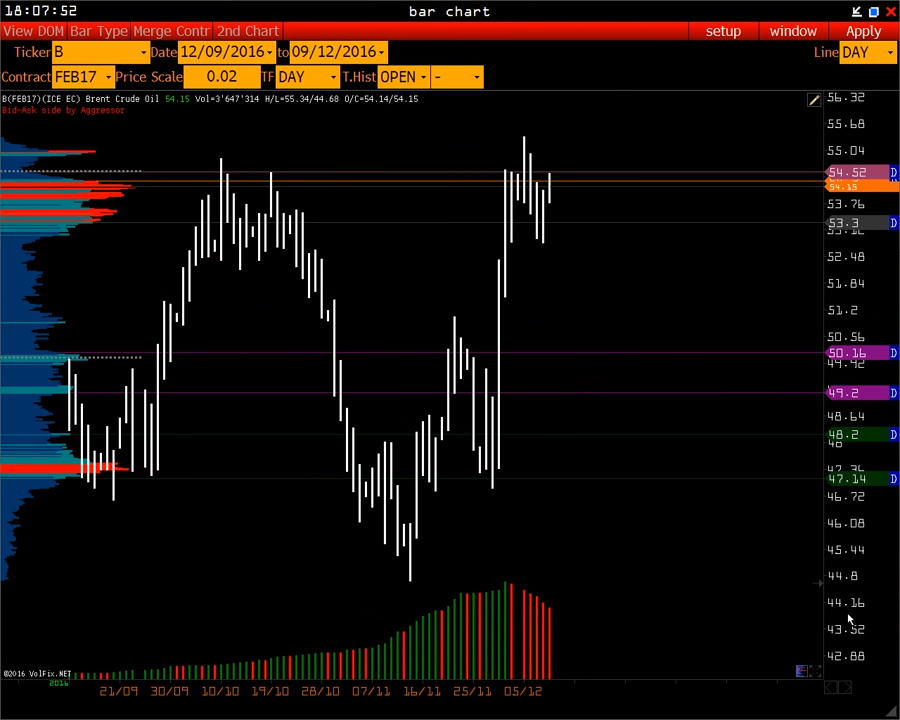 18:07:52 bar chart
View DOM Bar Type Merge Contr 2nd Chart setup window Apply
Ticker B Date 12/09/2016 to 09/12/2016 Line DAY
Contract FEB17 Price Scale 0.02 TF DAY T.Hist OPEN -
B(FEB17)(ICE EC) Brent Crude Oil 54.15 Vol=3'647'314 H/L=55.34/44.68 O/C=54.14/54.15
Bid-Ask side by Aggressor
56.32
55.68
55.04
54.52 D
54.15
53.76
53.3 D
52.48
51.84
51.2
50.56
50.16 D
49.92
49.2 D
48.64
48.2 D
48
47.36
47.14 D
46.72
46.08
45.44
44.8
44.16
43.52
42.88
©2016 VolFix.NET
2016
21/09 30/09 10/10 19/10 28/10 07/11 16/11 25/11 05/12